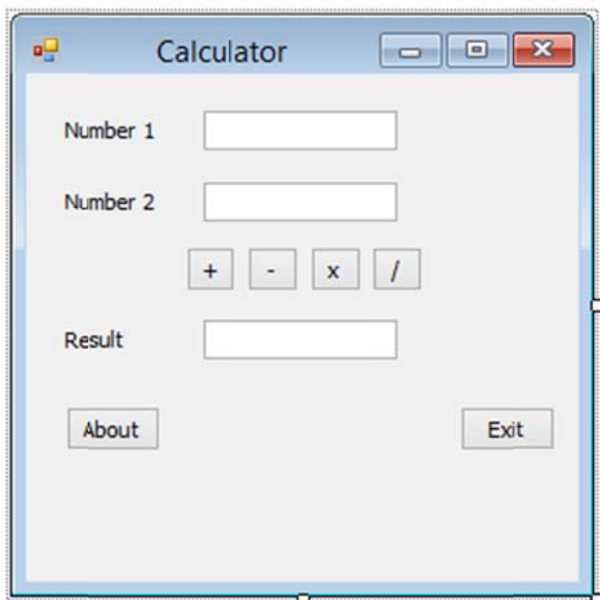 Calculator
Number 1
Number 2
+ - x /
Result
About Exit